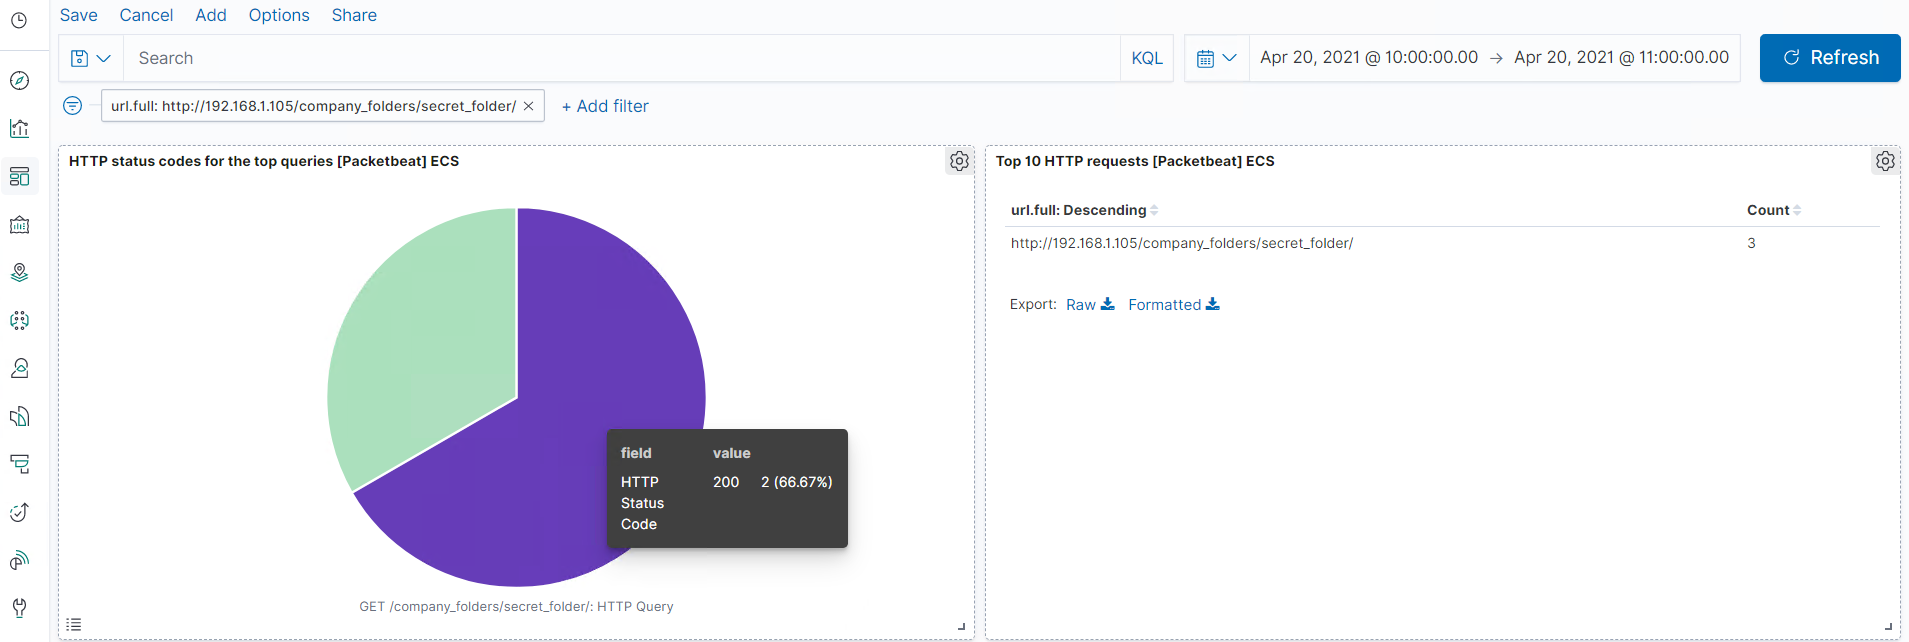 Save Cancel Add Options Share
Search KQL Apr 20, 2021 @ 10:00:00.00 → Apr 20, 2021 @ 11:00:00.00 Refresh
url.full: http://192.168.1.105/company_folders/secret_folder/ × + Add filter
HTTP status codes for the top queries [Packetbeat] ECS
field value
HTTP Status Code 200 2 (66.67%)
GET /company_folders/secret_folder/: HTTP Query
Top 10 HTTP requests [Packetbeat] ECS
url.full: Descending Count
http://192.168.1.105/company_folders/secret_folder/ 3
Export: Raw Formatted